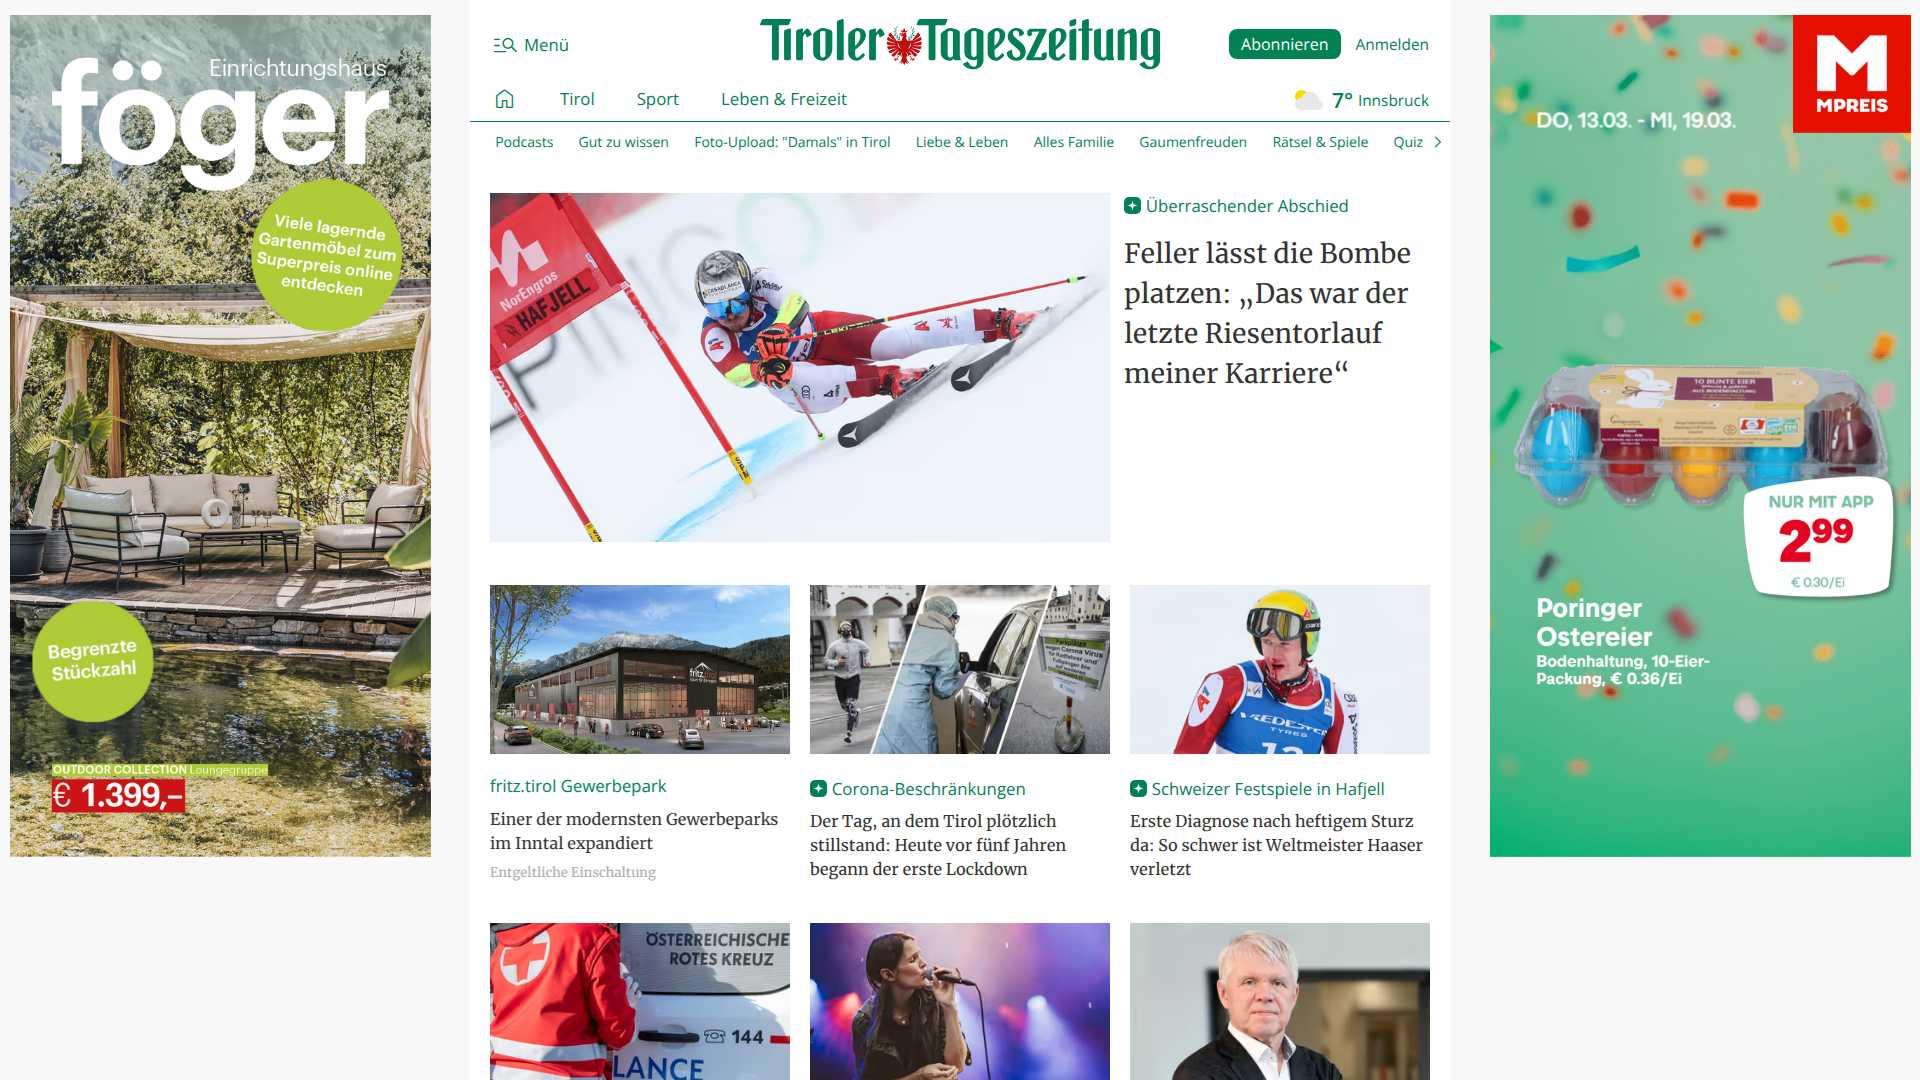 Einrichtungshaus
föger
Viele lagernde
Gartenmöbel zum
Superpreis online
entdecken
Begrenzte
Stückzahl
OUTDOOR COLLECTION Loungegruppe
€ 1.399,–
Menü
Tiroler Tageszeitung
Abonnieren
Anmelden
Tirol
Sport
Leben & Freizeit
7° Innsbruck
Podcasts
Gut zu wissen
Foto-Upload: "Damals" in Tirol
Liebe & Leben
Alles Familie
Gaumenfreuden
Rätsel & Spiele
Quiz
NorEngros
HAFJELL
CASABLANCA
Überraschender Abschied
Feller lässt die Bombe
platzen: „Das war der
letzte Riesentorlauf
meiner Karriere“
fritz.tirol Gewerbepark
Einer der modernsten Gewerbeparks
im Inntal expandiert
Entgeltliche Einschaltung
Corona-Beschränkungen
Der Tag, an dem Tirol plötzlich
stillstand: Heute vor fünf Jahren
begann der erste Lockdown
VREDESTEIN
TYRES
Schweizer Festspiele in Hafjell
Erste Diagnose nach heftigem Sturz
da: So schwer ist Weltmeister Haaser
verletzt
ÖSTERREICHISCHE
ROTES KREUZ
144
LANCE
M
MPREIS
DO, 13.03. - MI, 19.03.
10 BUNTE EIER
NUR MIT APP
2.99
€ 0.30/Ei
Poringer
Ostereier
Bodenhaltung, 10-Eier-
Packung, € 0.36/Ei